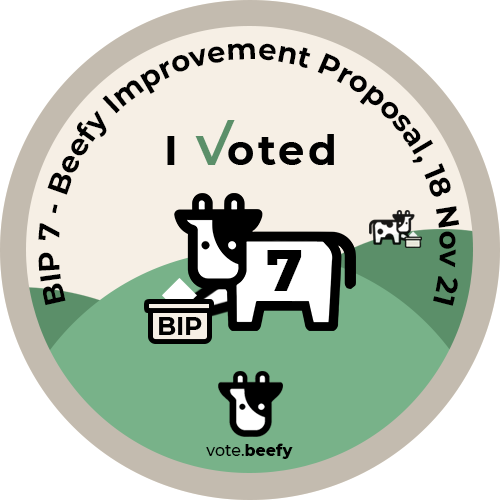 BIP 7 - Beefy Improvement Proposal, 18 Nov 21
I Voted
7
BIP
vote.beefy